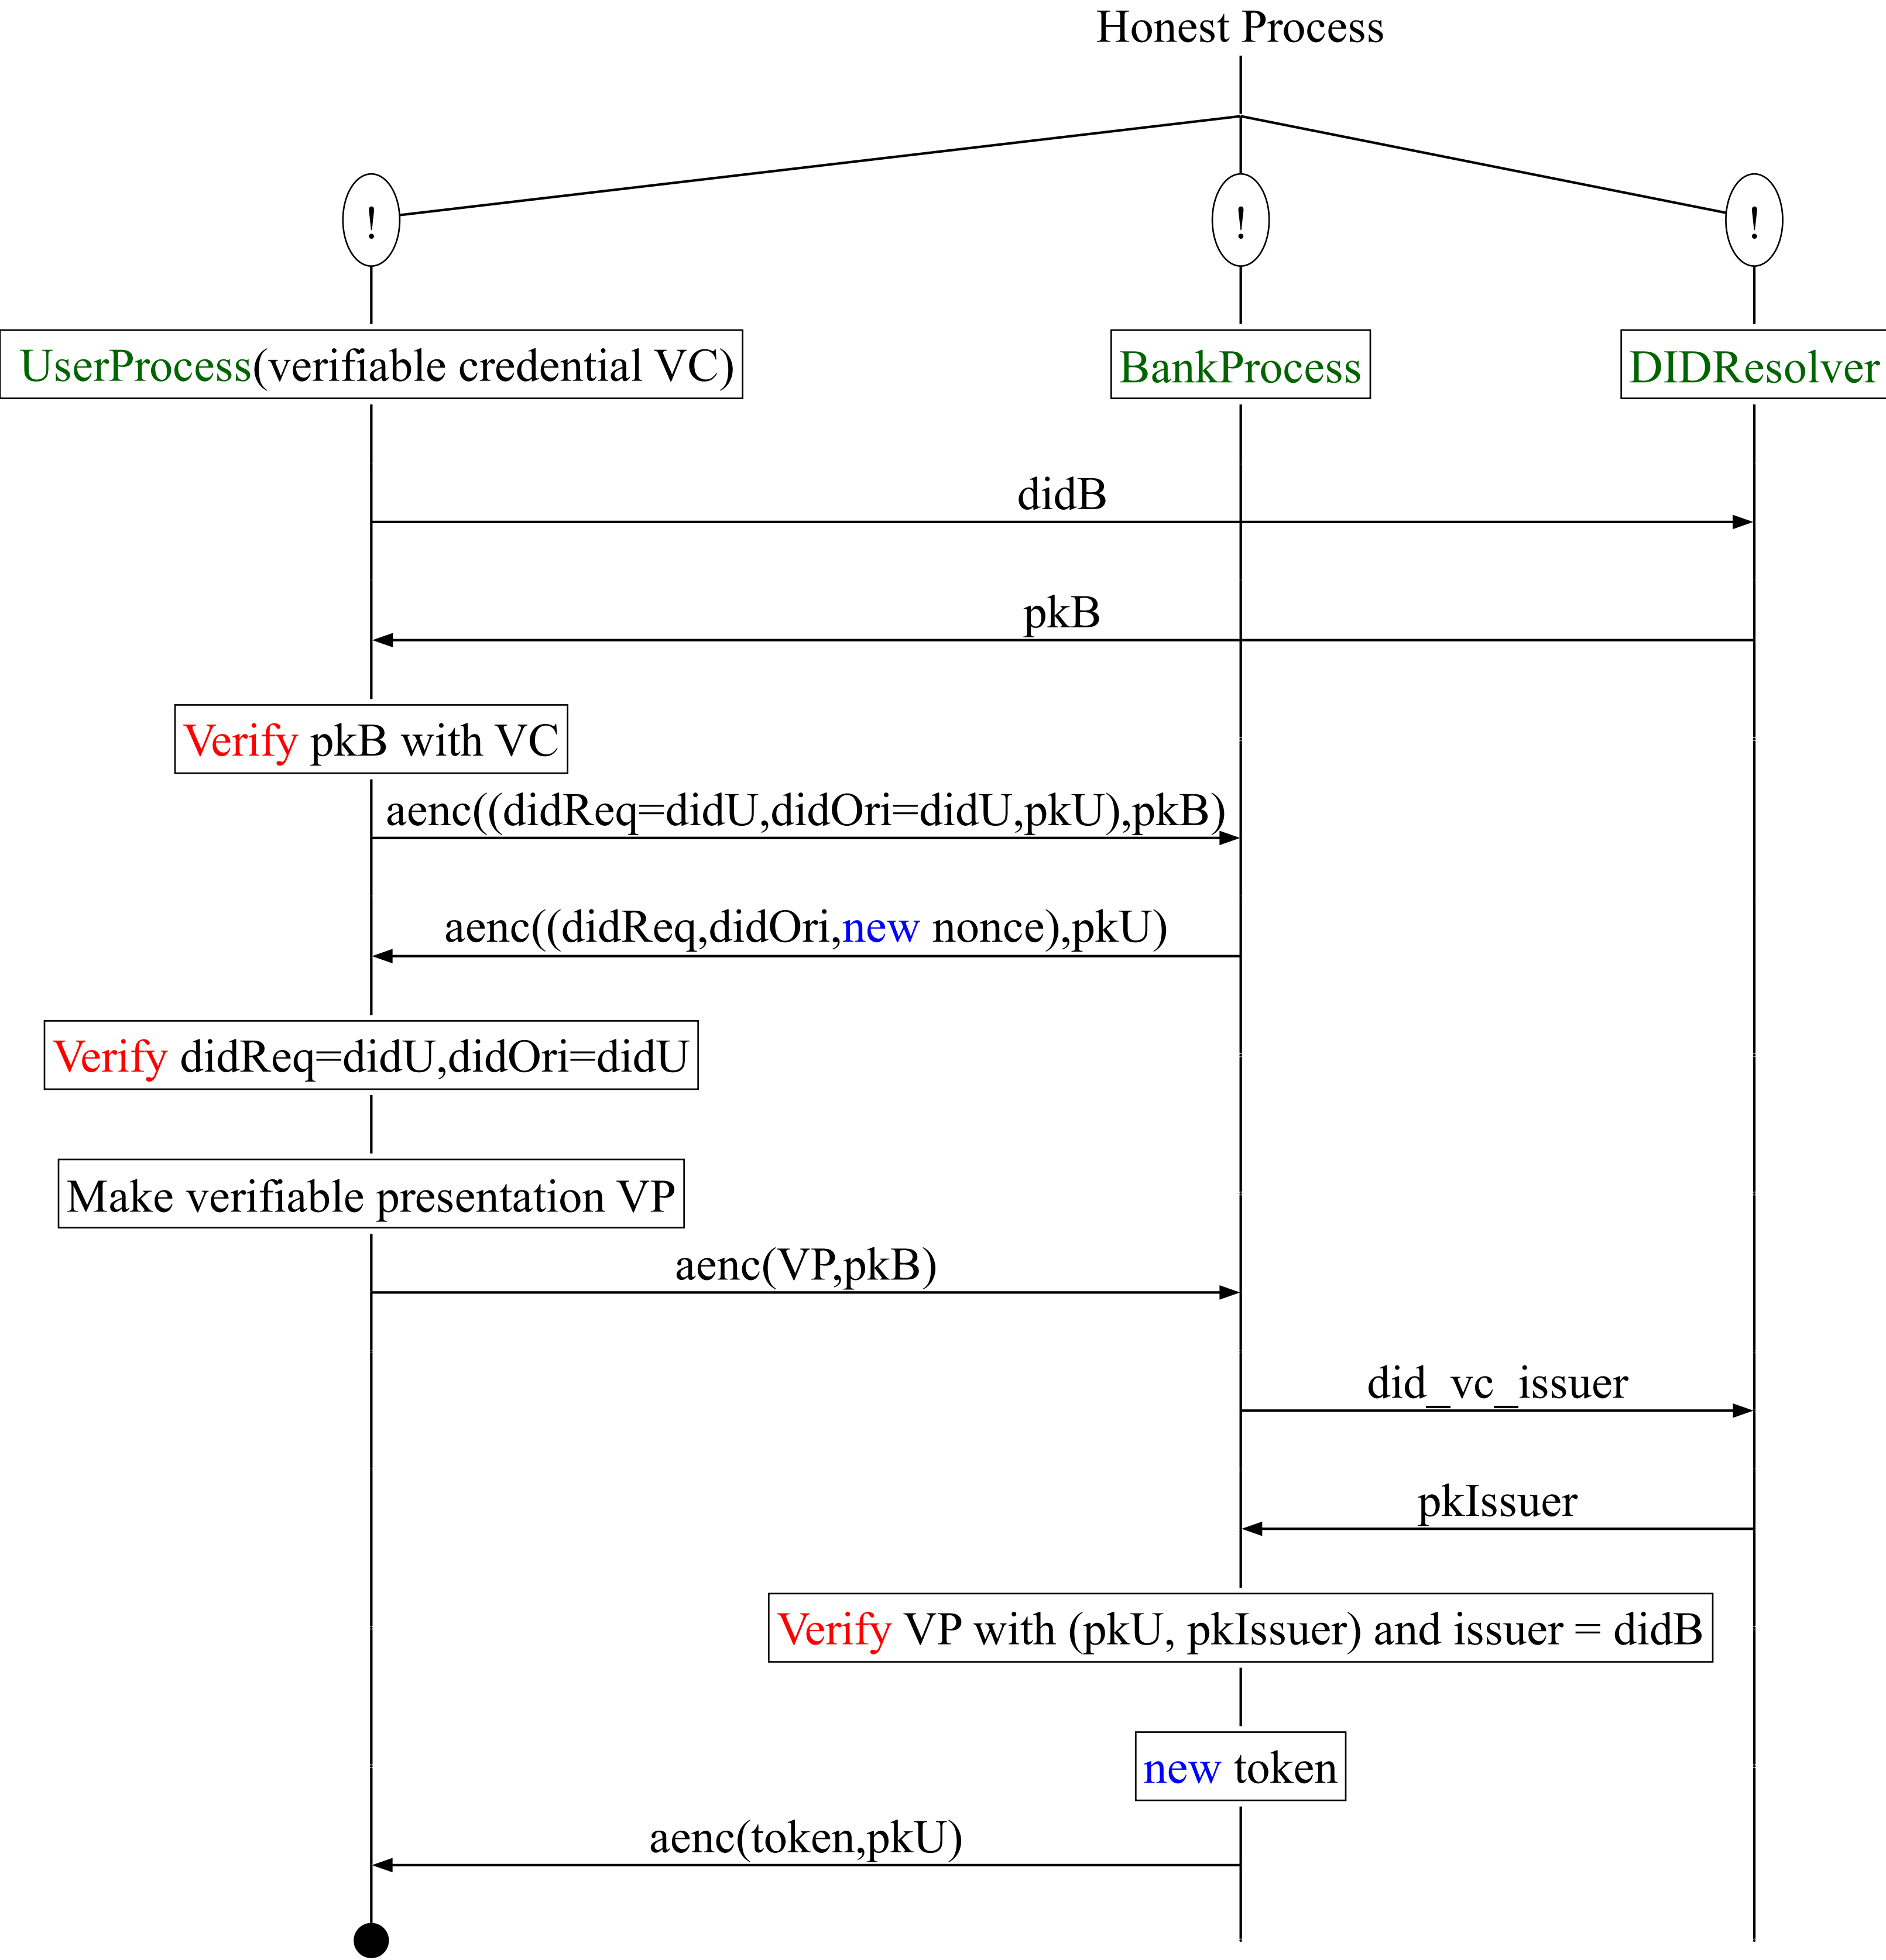 Honest Process
!
!
!
UserProcess(verifiable credential VC)
BankProcess
DIDResolver
didB
pkB
Verify pkB with VC
aenc((didReq=didU,didOri=didU,pkU),pkB)
aenc((didReq,didOri,new nonce),pkU)
Verify didReq=didU,didOri=didU
Make verifiable presentation VP
aenc(VP,pkB)
did_vc_issuer
pkIssuer
Verify VP with (pkU, pkIssuer) and issuer = didB
new token
aenc(token,pkU)